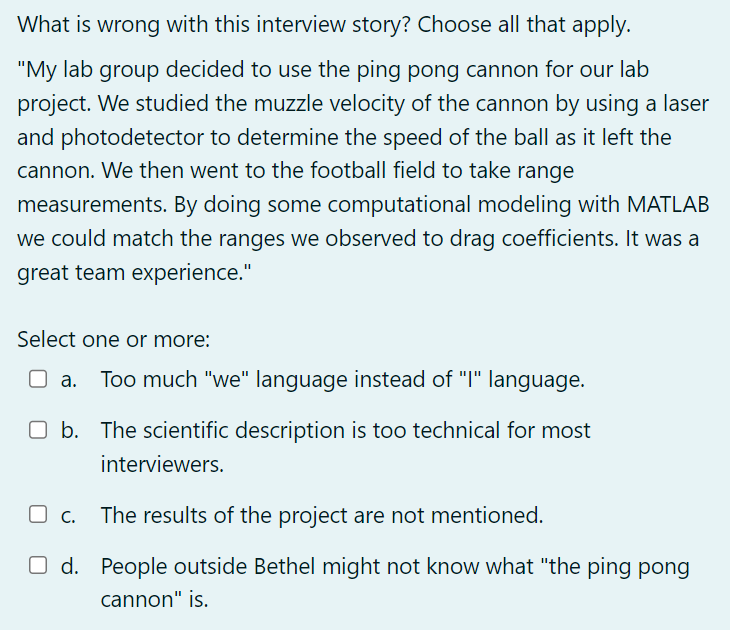 What is wrong with this interview story? Choose all that apply.
"My lab group decided to use the ping pong cannon for our lab
project. We studied the muzzle velocity of the cannon by using a laser
and photodetector to determine the speed of the ball as it left the
cannon. We then went to the football field to take range
measurements. By doing some computational modeling with MATLAB
we could match the ranges we observed to drag coefficients. It was a
great team experience."
Select one or more:
a. Too much "we" language instead of "I" language.
b. The scientific description is too technical for most
interviewers.
c. The results of the project are not mentioned.
d. People outside Bethel might not know what "the ping pong
cannon" is.